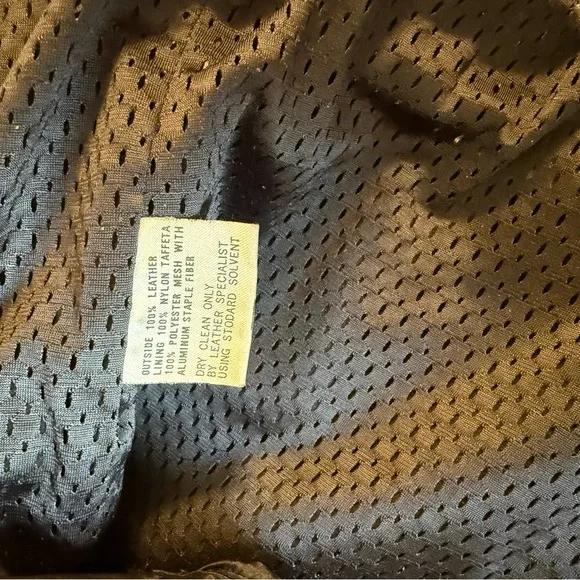 OUTSIDE 100% LEATHER
LINING 100% NYLON TAFFETA
100% POLYESTER MESH WITH
ALUMINUM STAPLE FIBER
DRY CLEAN ONLY
BY LEATHER SPECIALIST
USING STODARD SOLVENT